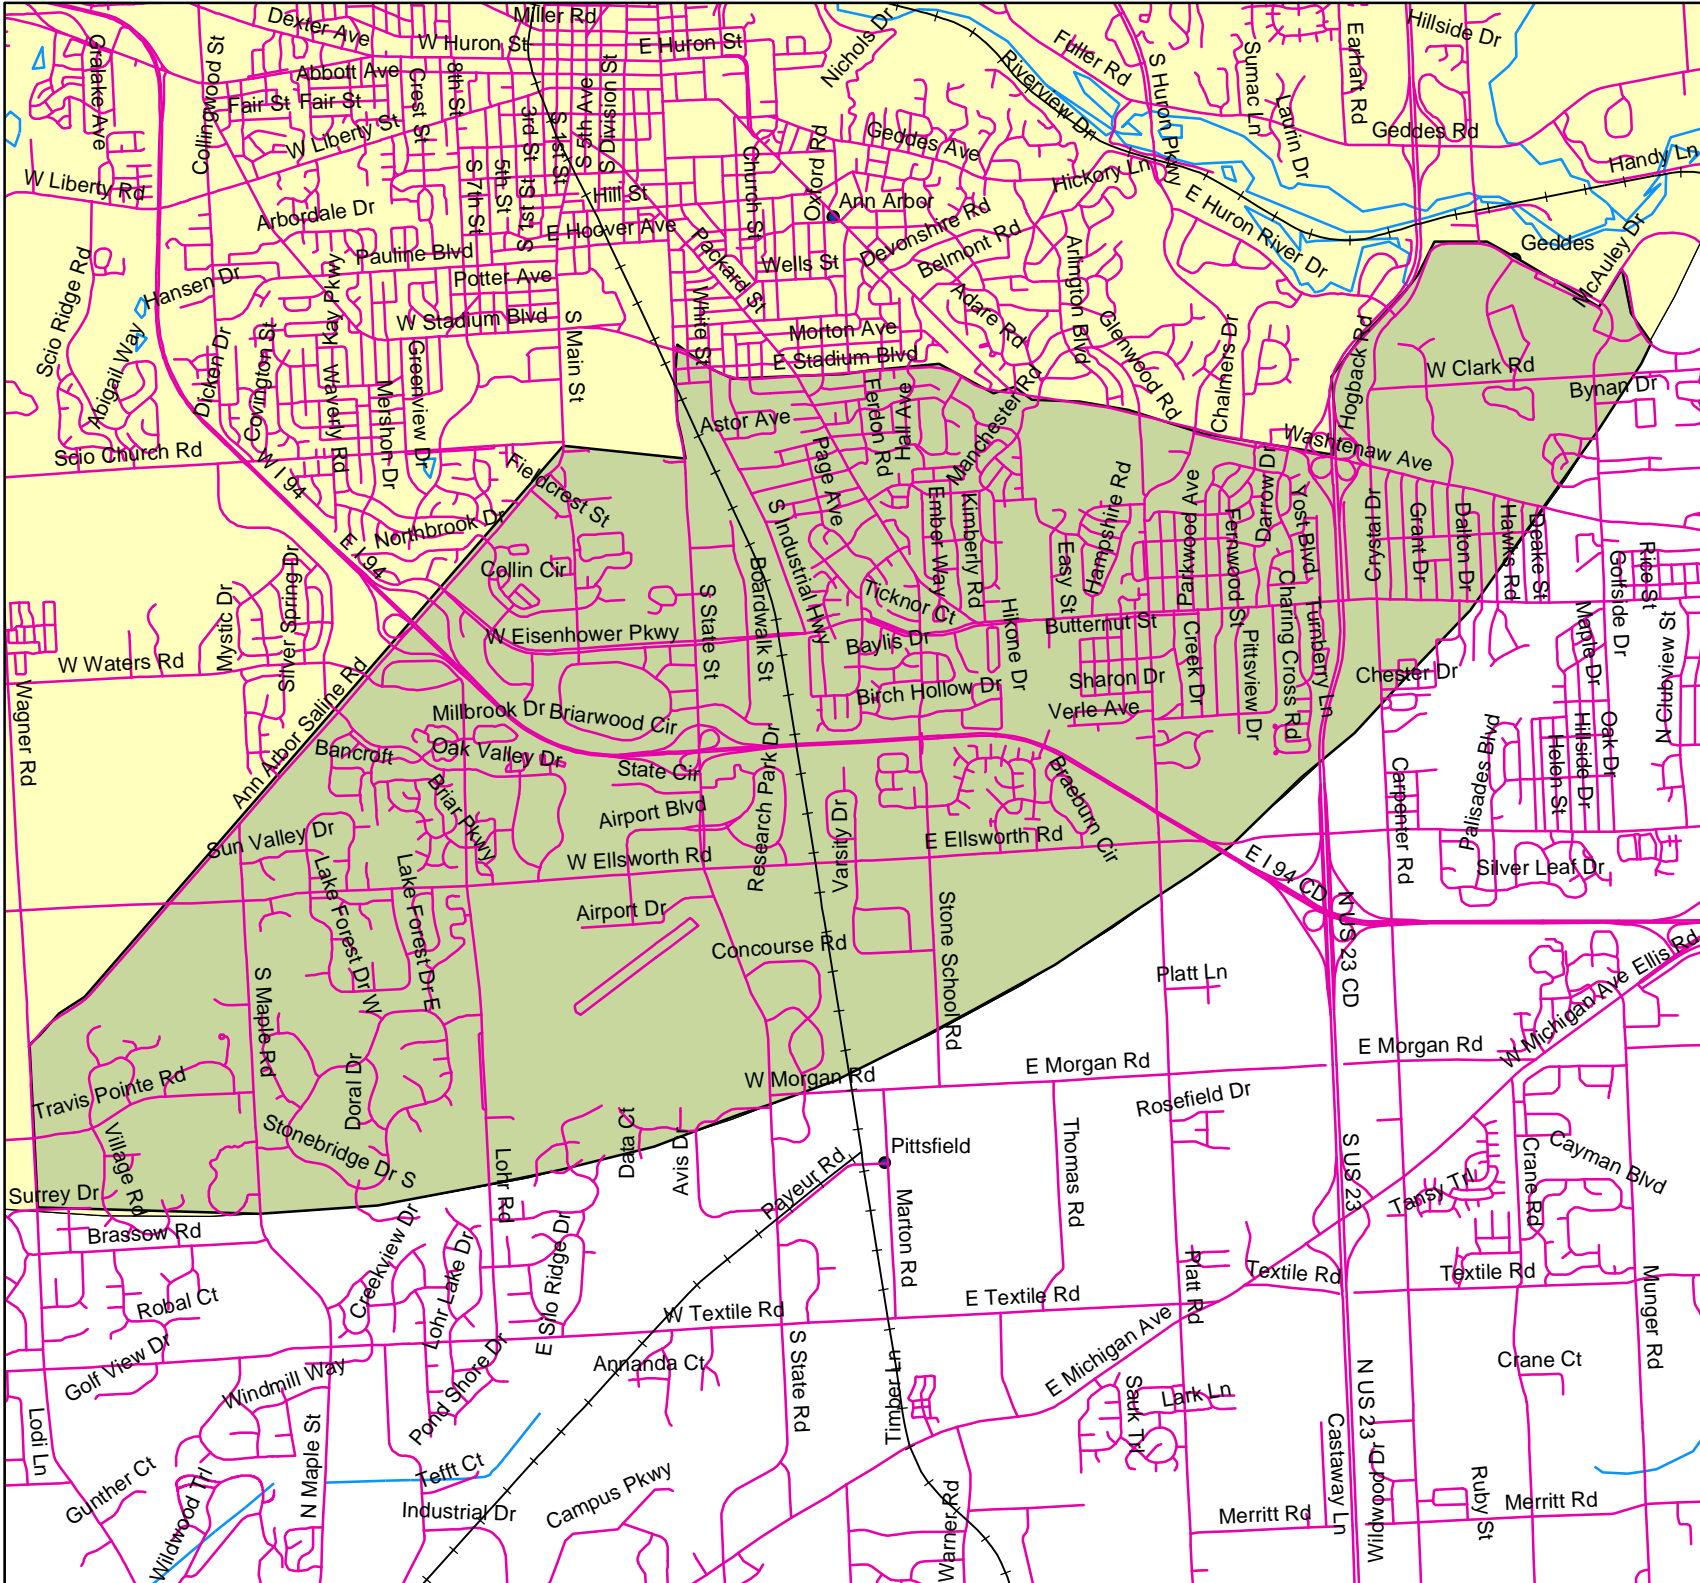 Dexter Ave
Miller Rd
W Huron St
E Huron St
Nichols Dr
Fuller Rd
S Huron Pkwy
Sumac Ln
Earhart Rd
Hillside Dr
Gralake Ave
Collingwood St
Abbott Ave
Crest St
8th St
Fair St
Fair St
W Liberty St
3rd St
S 1st St
S 5th Ave
S Division St
Riverview Dr
Laurin Dr
Geddes Rd
Handy Ln
W Liberty Rd
Arbordale Dr
S 7th St
5th St
S 1st St
Hill St
Church St
Oxford Rd
Geddes Ave
Ann Arbor
Hickory Ln
E Huron River Dr
Geddes
McAuley Dr
Scio Ridge Rd
Hansen Dr
Pauline Blvd
E Hoover Ave
Packard St
Wells St
Devonshire Rd
Belmont Rd
Arlington Blvd
Potter Ave
Kay Pkwy
W Stadium Blvd
S Main St
White St
Morton Ave
E Stadium Blvd
Adare Rd
Glenwood Rd
Chalmers Dr
Hogback Rd
W Clark Rd
Bynan Dr
Abigail Way
Dicken Dr
Covington St
Waverly Rd
Mershon Dr
Greenview Dr
Astor Ave
Ferdon Rd
Hall Ave
Manchester Rd
Washtenaw Ave
Scio Church Rd
W I 94
E I 94
Northbrook Dr
Fieldcrest St
Page Ave
S Industrial Hwy
Ember Way
Kimberly Rd
Hampshire Rd
Easy St
Parkwood Ave
Fernwood St
Darrow Dr
Yost Blvd
Crystal Dr
Grant Dr
Dalton Dr
Hawks Rd
Deake St
Rice St
Golfside Dr
Mystic Dr
Silver Spring Dr
Collin Cir
Boardwalk St
S State St
Ticknor Ct
Baylis Dr
Hikone Dr
Butternut St
Creek Dr
Pittsview Dr
Charing Cross Rd
Turnberry Ln
Maple Dr
N Clubview St
W Waters Rd
Wagner Rd
Ann Arbor Saline Rd
W Eisenhower Pkwy
Birch Hollow Dr
Sharon Dr
Verle Ave
Chester Dr
Millbrook Dr
Briarwood Cir
Bancroft
Oak Valley Dr
State Cir
Research Park Dr
Braeburn Cir
Carpenter Rd
Palisades Blvd
Helen St
Hillside Dr
Oak Dr
Briar Pkwy
Airport Blvd
Varsity Dr
Sun Valley Dr
W Ellsworth Rd
E Ellsworth Rd
E I 94 CD
Silver Leaf Dr
Lake Forest Dr W
Lake Forest Dr E
Airport Dr
Concourse Rd
Stone School Rd
Platt Ln
N US 23 CD
W Michigan Ave
Ellis Rd
S Maple Rd
Travis Pointe Rd
Doral Dr
W Morgan Rd
E Morgan Rd
E Morgan Rd
Rosefield Dr
Village Rd
Stonebridge Dr S
Lohr Rd
Data Ct
Avis Dr
Payeur Rd
Pittsfield
Marton Rd
Thomas Rd
S US 23
Tansy Trl
Crane Rd
Cayman Blvd
Surrey Dr
Brassow Rd
Creekview Dr
Lohr Lake Dr
E Silo Ridge Dr
Platt Rd
Textile Rd
Textile Rd
Munger Rd
Robal Ct
W Textile Rd
E Textile Rd
Golf View Dr
Windmill Way
Pond Shore Dr
Annanda Ct
S State Rd
Timber Ln
E Michigan Ave
Sauk Trl
Lark Ln
N US 23
Crane Ct
Lodi Ln
Gunther Ct
Wildwood Trl
N Maple St
Tefft Ct
Industrial Dr
Campus Pkwy
Warner Rd
Merritt Rd
Castaway Ln
Wildwood Dr
Ruby St
Merritt Rd